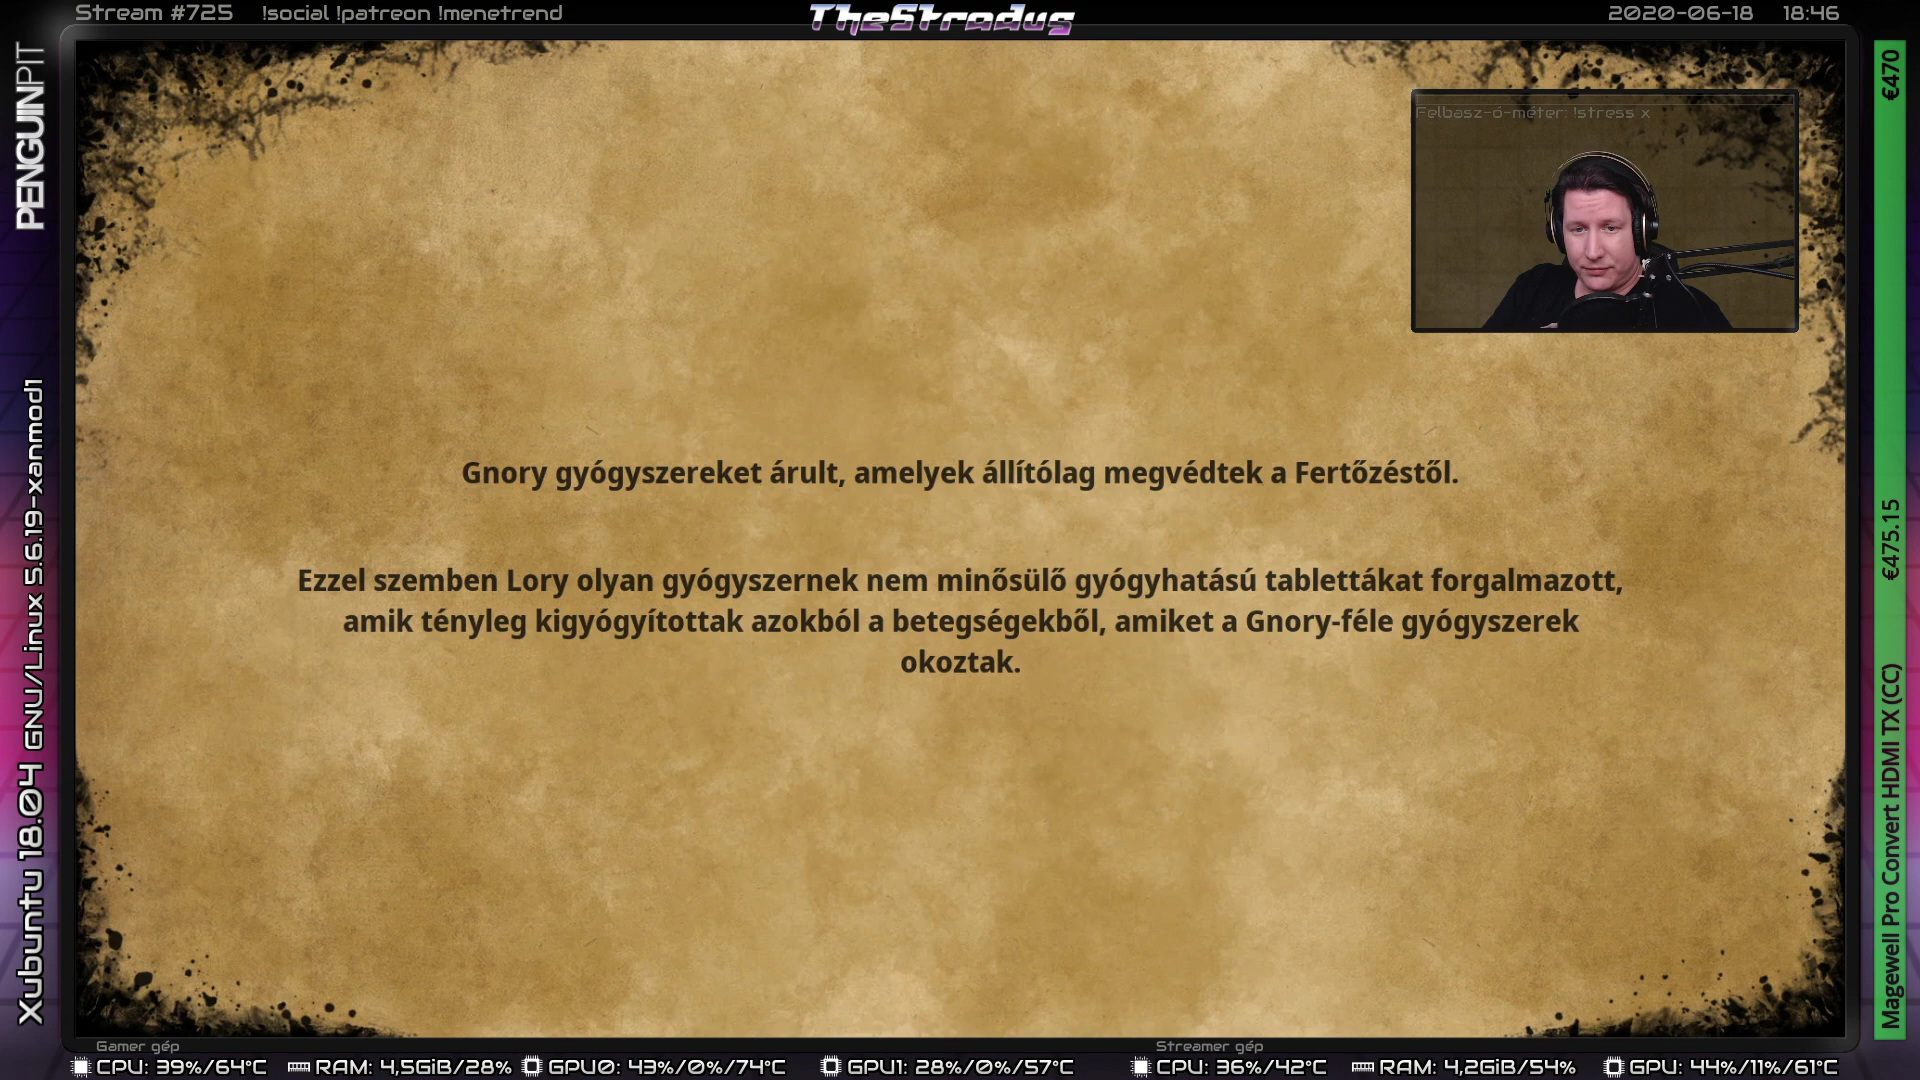 Stream #725 !social !patreon !menetrend
TheStradus
2020-06-18 18:46
PENGUINPIT
Xubuntu 18.04 GNU/Linux 5.6.19-xanmod1
Felbasz-ó-méter: !stress x
Gnory gyógyszereket árult, amelyek állítólag megvédtek a Fertőzéstől.
Ezzel szemben Lory olyan gyógyszernek nem minősülő gyógyhatású tablettákat forgalmazott,
amik tényleg kigyógyítottak azokból a betegségekből, amiket a Gnory-féle gyógyszerek
okoztak.
Magewell Pro Convert HDMI TX (CC) €475.15 €470
Gamer gép
CPU: 39%/64°C RAM: 4,5GiB/28% GPU0: 43%/0%/74°C GPU1: 28%/0%/57°C
Streamer gép
CPU: 36%/42°C RAM: 4,2GiB/54% GPU: 44%/11%/61°C